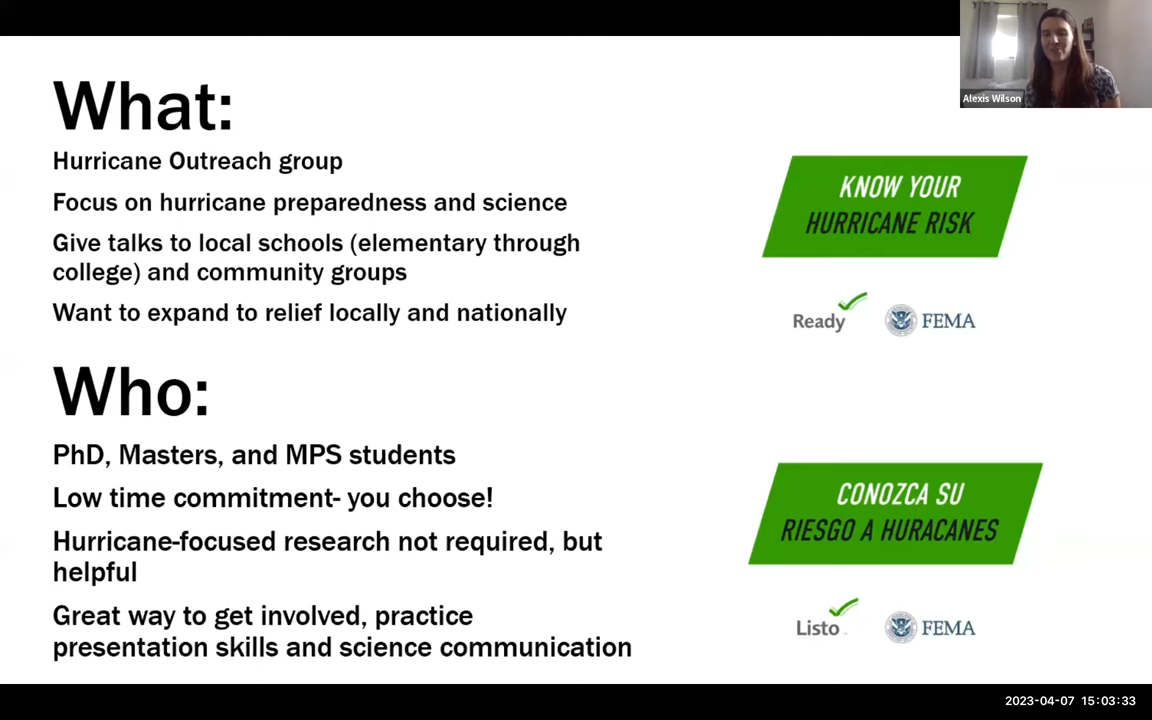 What:
Hurricane Outreach group
Focus on hurricane preparedness and science
Give talks to local schools (elementary through
college) and community groups
Want to expand to relief locally and nationally
Who:
PhD, Masters, and MPS students
Low time commitment- you choose!
Hurricane-focused research not required, but
helpful
Great way to get involved, practice
presentation skills and science communication
Alexis Wilson
KNOW YOUR
HURRICANE RISK
Ready FEMA
CONOZCA SU
RIESGO A HURACANES
Listo FEMA
2023-04-07 15:03:33